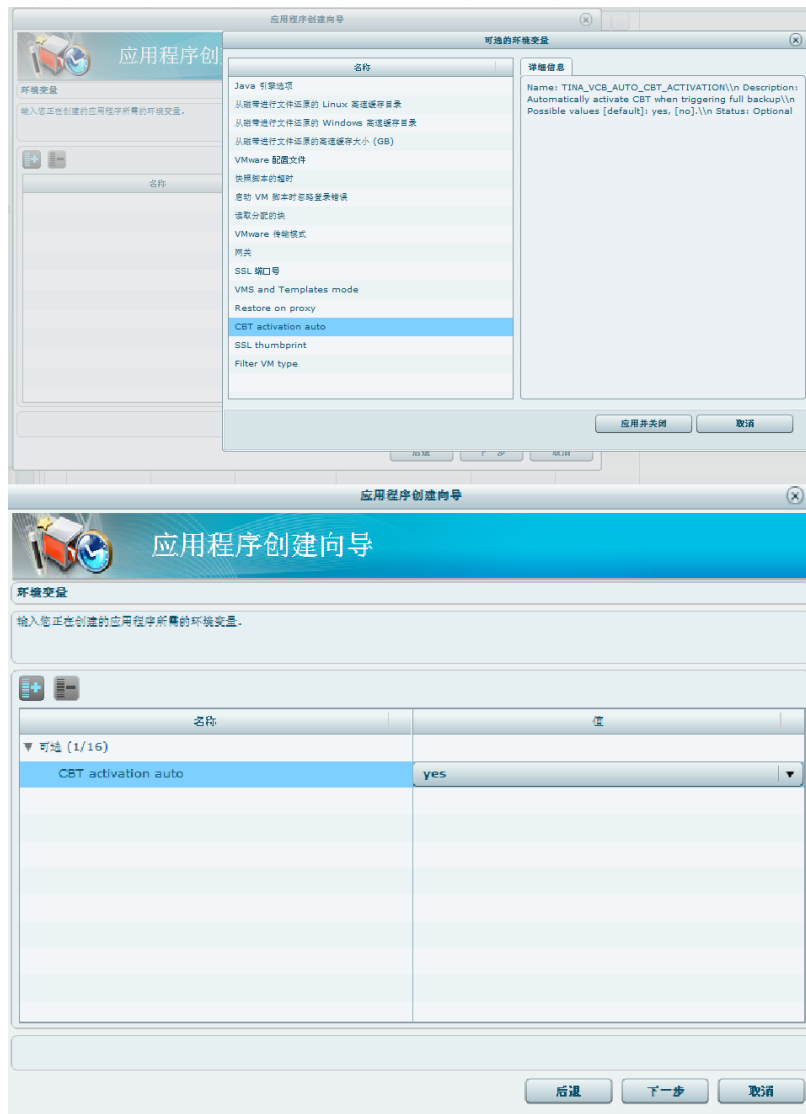 应用程序创建向导
应用程序创
可选的环境变量
环境变量
输入您正在创建的应用程序所需的环境变量。
名称
名称
Java 引擎选项
从磁带进行文件还原的 Linux 高速缓存目录
从磁带进行文件还原的 Windows 高速缓存目录
从磁带进行文件还原的高速缓存大小 (GB)
VMware 配置文件
快照脚本的超时
启动 VM 脚本时忽略登录错误
读取分配的块
VMware 传输模式
网关
SSL 端口号
VMS and Templates mode
Restore on proxy
CBT activation auto
SSL thumbprint
Filter VM type
详细信息
Name: TINA_VCB_AUTO_CBT_ACTIVATION\\n Description:
Automatically activate CBT when triggering full backup\\n
Possible values [default]: yes, [no].\\n Status: Optional
应用并关闭
取消
后退
下一步
取消
应用程序创建向导
应用程序创建向导
环境变量
输入您正在创建的应用程序所需的环境变量。
名称
值
可选 (1/16)
CBT activation auto
yes
后退
下一步
取消